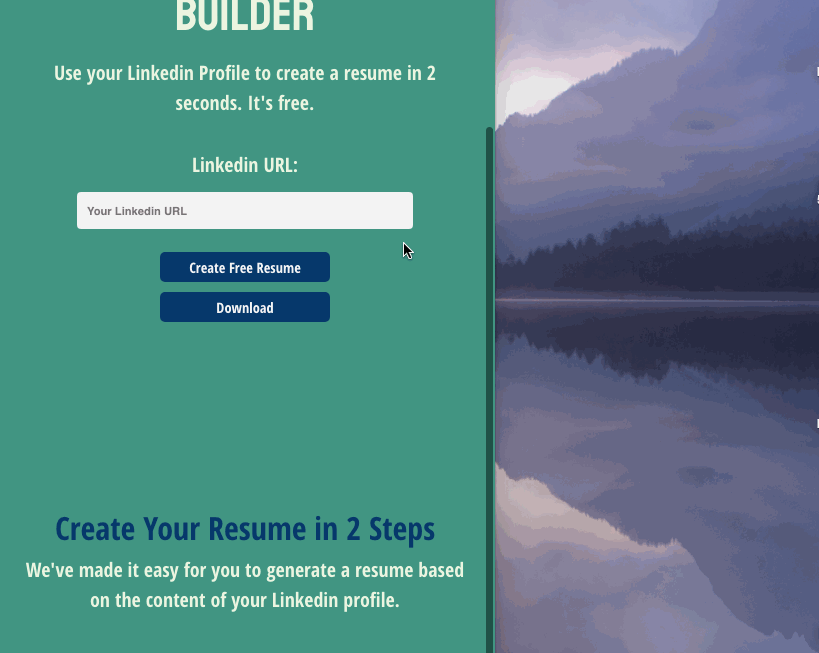 BUILDER
Use your Linkedin Profile to create a resume in 2
seconds. It's free.
Linkedin URL:
Your Linkedin URL
Create Free Resume
Download
Create Your Resume in 2 Steps
We've made it easy for you to generate a resume based
on the content of your Linkedin profile.